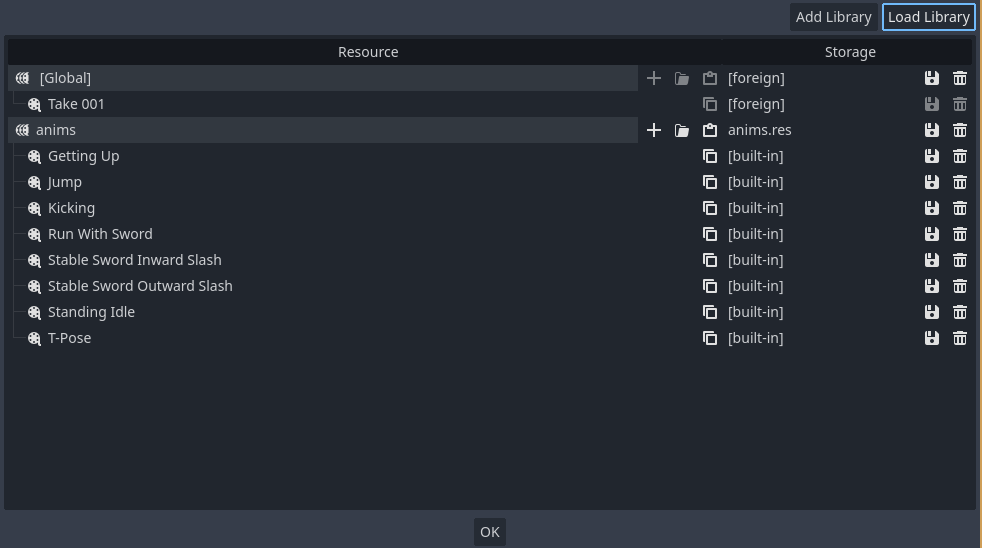 Add Library Load Library
Resource Storage
[Global] [foreign]
Take 001 [foreign]
anims anims.res
Getting Up [built-in]
Jump [built-in]
Kicking [built-in]
Run With Sword [built-in]
Stable Sword Inward Slash [built-in]
Stable Sword Outward Slash [built-in]
Standing Idle [built-in]
T-Pose [built-in]
OK